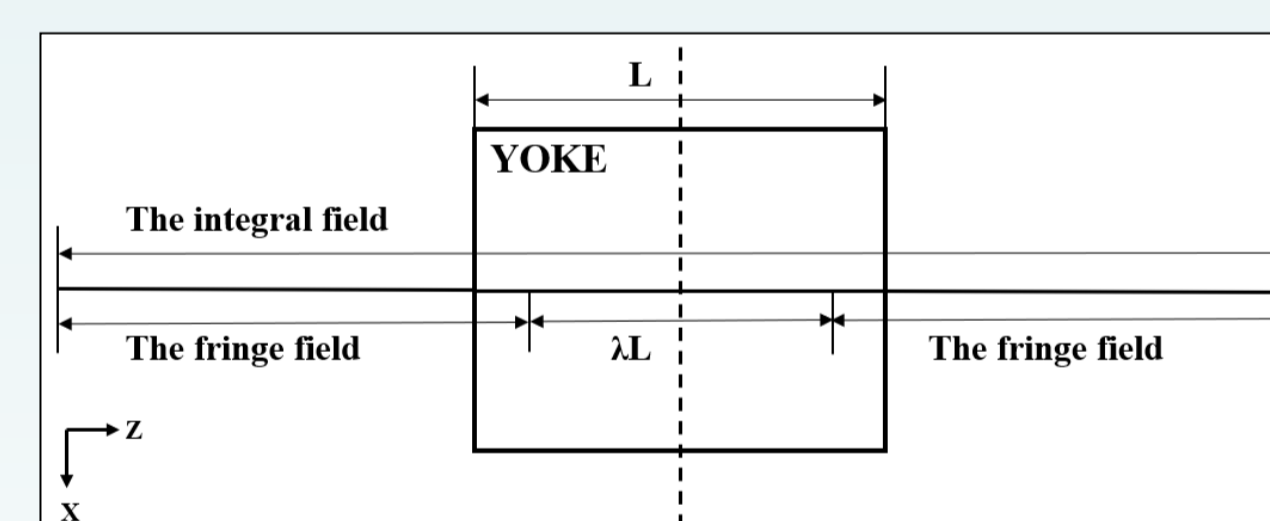 L
YOKE
The integral field
The fringe field
λL
The fringe field
Z
X